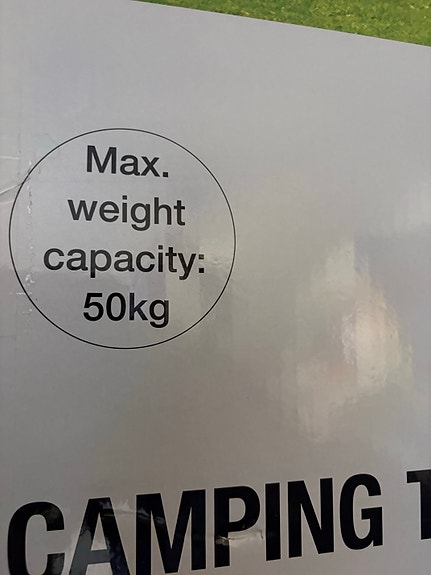 Max.
weight
capacity:
50kg
CAMPING T